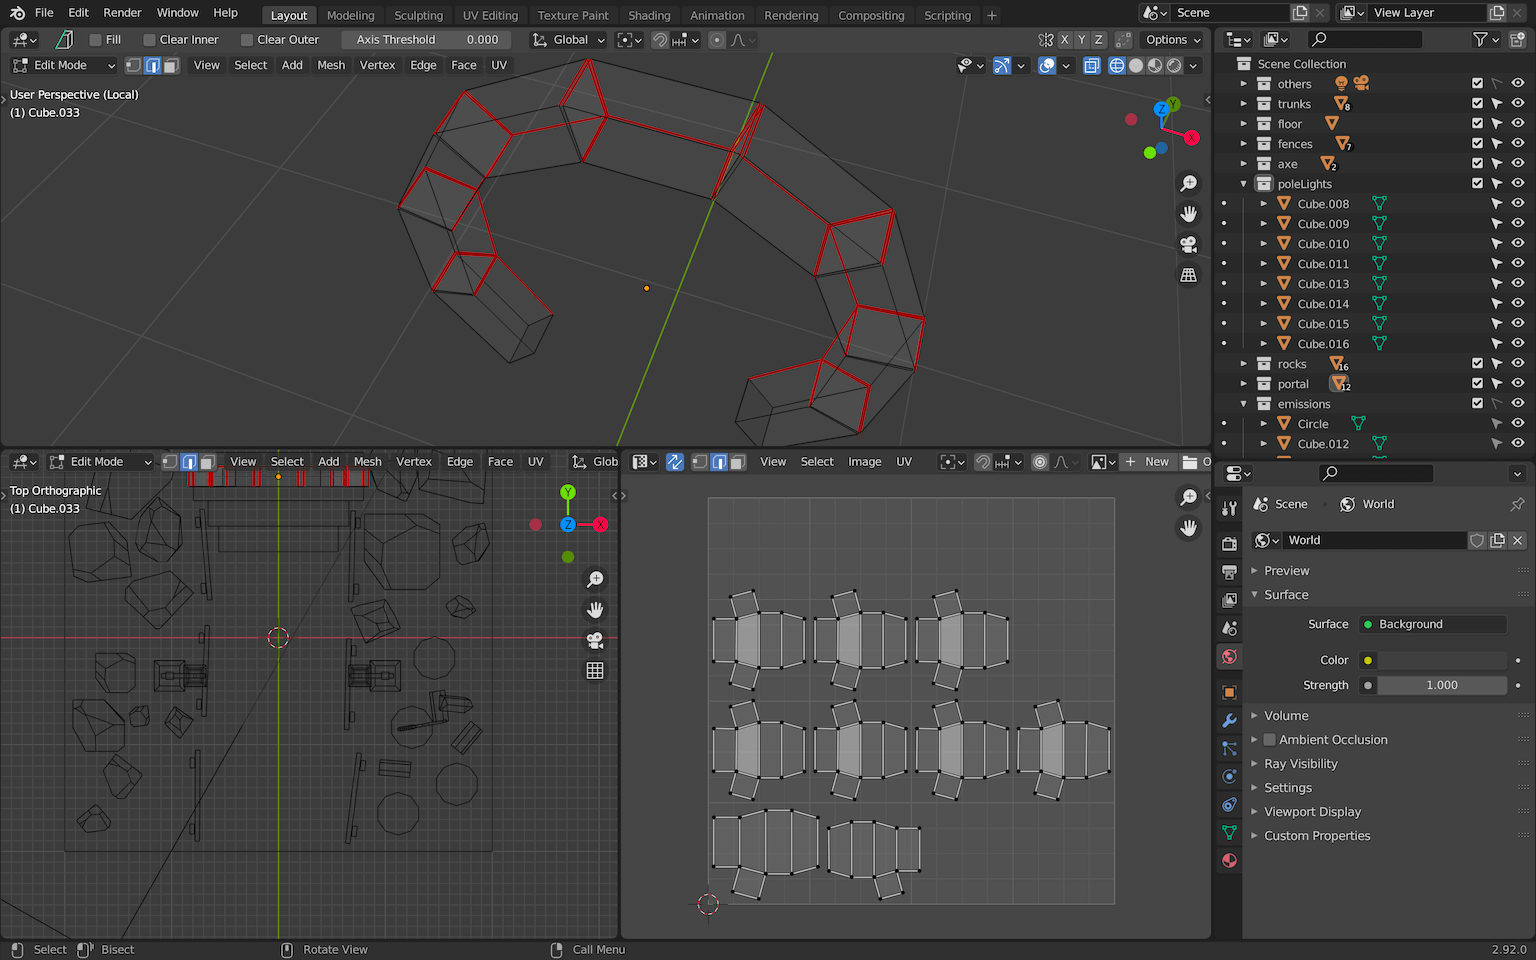 File Edit Render Window Help Layout Modeling Sculpting UV Editing Texture Paint Shading Animation Rendering Compositing Scripting + Scene View Layer
Fill Clear Inner Clear Outer Axis Threshold 0.000 Global X Y Z Options
Edit Mode View Select Add Mesh Vertex Edge Face UV
User Perspective (Local)
(1) Cube.033
Z Y X
Scene Collection
others
trunks 8
floor
fences 7
axe 2
poleLights
Cube.008
Cube.009
Cube.010
Cube.011
Cube.013
Cube.014
Cube.015
Cube.016
rocks 16
portal 12
emissions
Circle
Cube.012
Edit Mode View Select Add Mesh Vertex Edge Face UV Glob
Top Orthographic
(1) Cube.033
Y
Z X
View Select Image UV + New O
Scene World
World
Preview
Surface
Surface Background
Color
Strength 1.000
Volume
Ambient Occlusion
Ray Visibility
Settings
Viewport Display
Custom Properties
Select Bisect Rotate View Call Menu 2.92.0